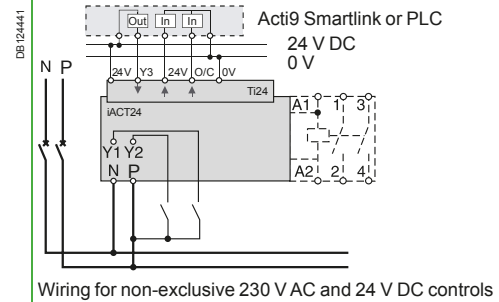 DB124441
Out In In
Acti9 Smartlink or PLC
24 V DC
0 V
N P
24V Y3 24V O/C 0V
Ti24
iACT24
A1 1 3
Y1 Y2
N P
A2 2 4
Wiring for non-exclusive 230 V AC and 24 V DC controls